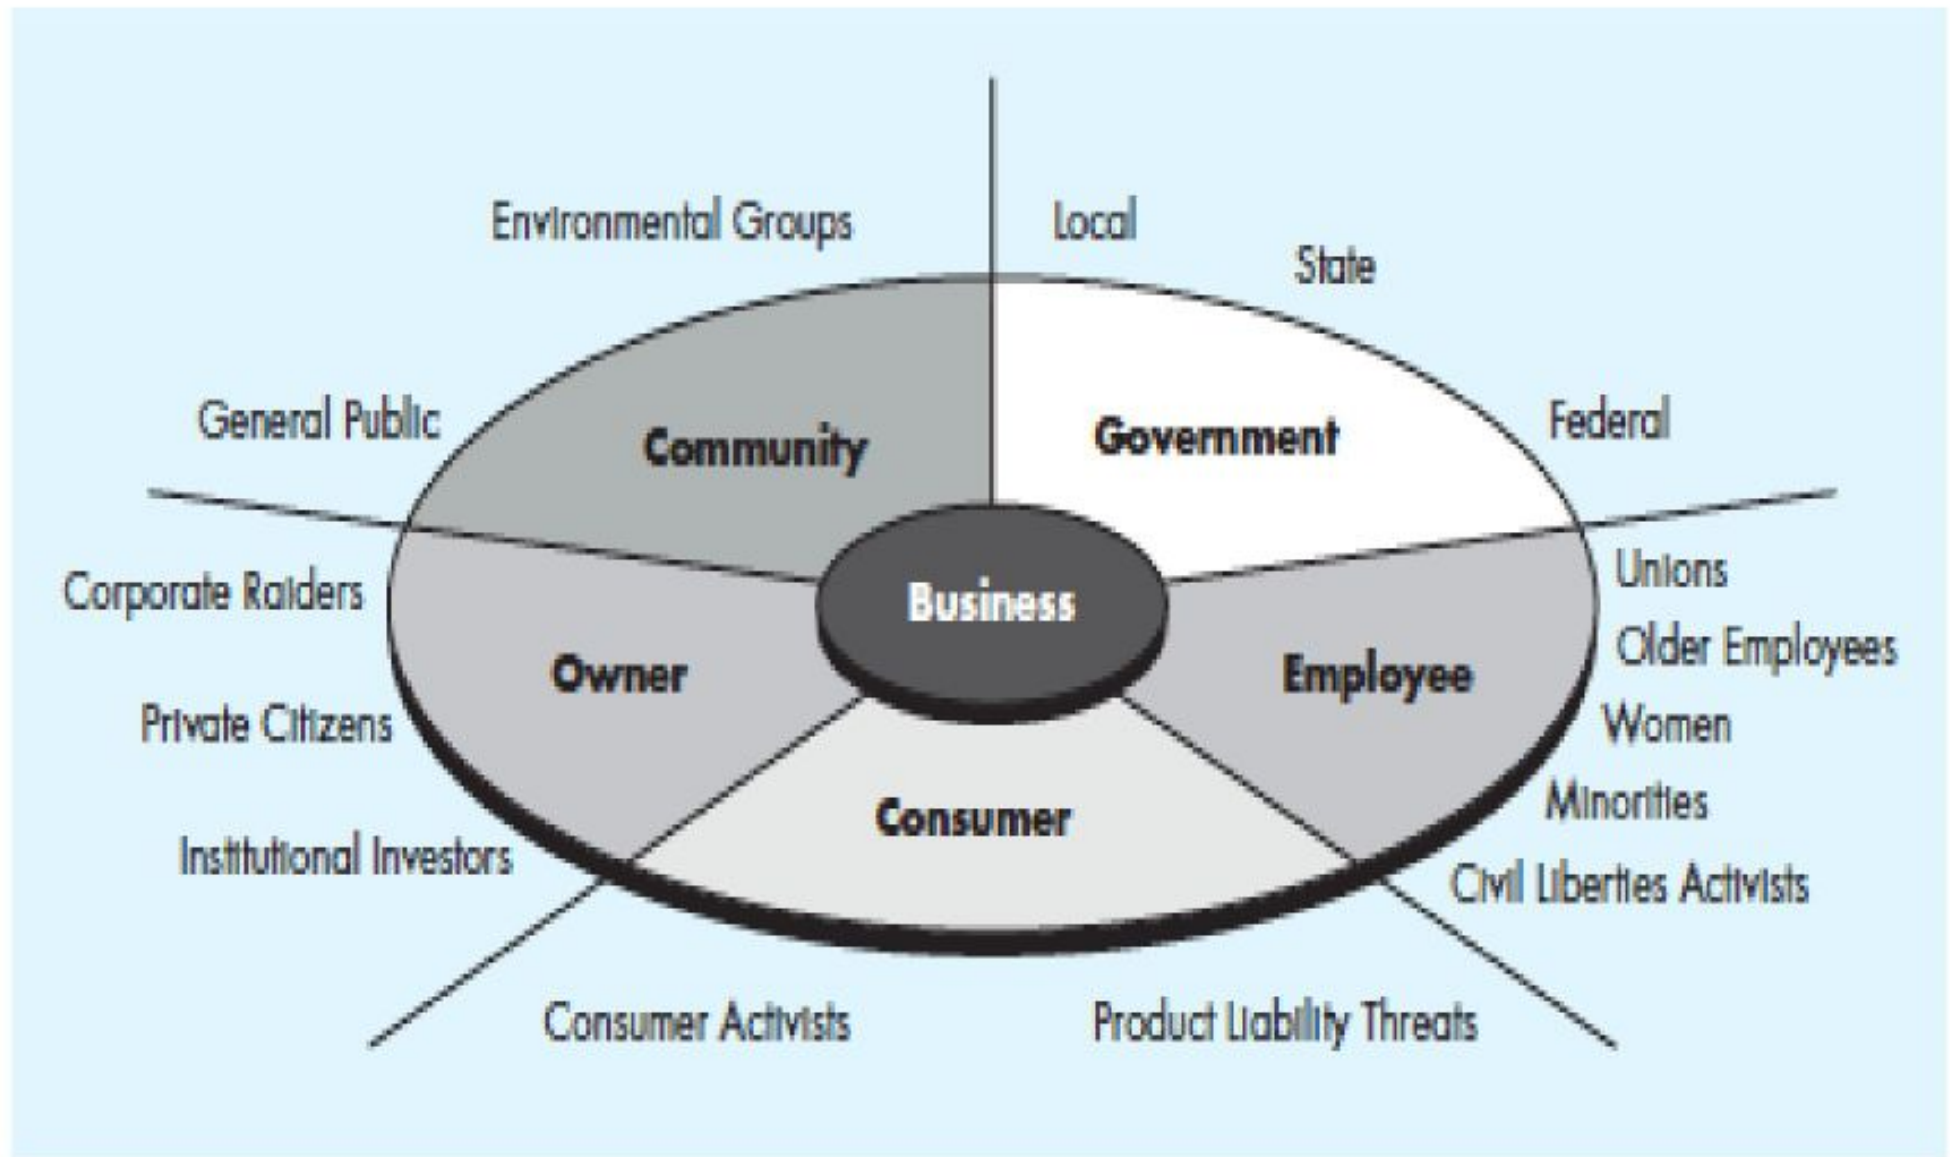 Environmental Groups
Local
State
General Public
Federal
Community
Government
Corporate Raiders
Business
Unions
Older Employees
Owner
Employee
Private Citizens
Women
Minorities
Consumer
Institutional Investors
Civil Liberties Activists
Consumer Activists
Product Liability Threats